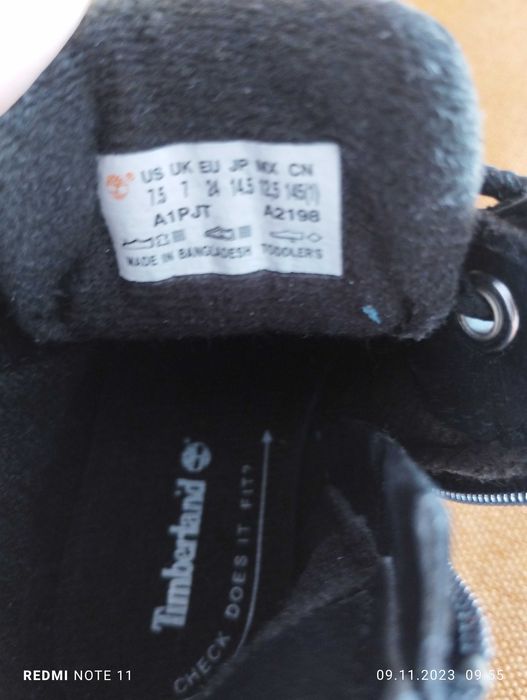 US UK EU JP MX CN
7.5 7 24 14.5 12.5 145(1)
A1PJT A2198
MADE IN BANGLADESH TODDLER'S
Timberland
CHECK DOES IT FIT?
REDMI NOTE 11
09.11.2023 09:55